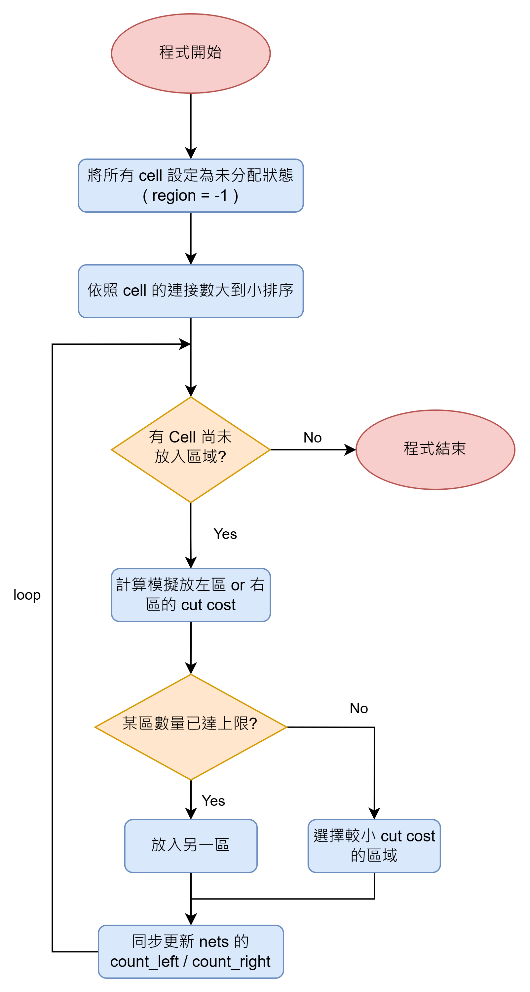 程式開始
將所有 cell 設定為未分配狀態
( region = -1 )
依照 cell 的連接數大到小排序
有 Cell 尚未
放入區域?
No
程式結束
Yes
計算模擬放左區 or 右
區的 cut cost
loop
某區數量已達上限?
No
Yes
放入另一區
選擇較小 cut cost
的區域
同步更新 nets 的
count_left / count_right